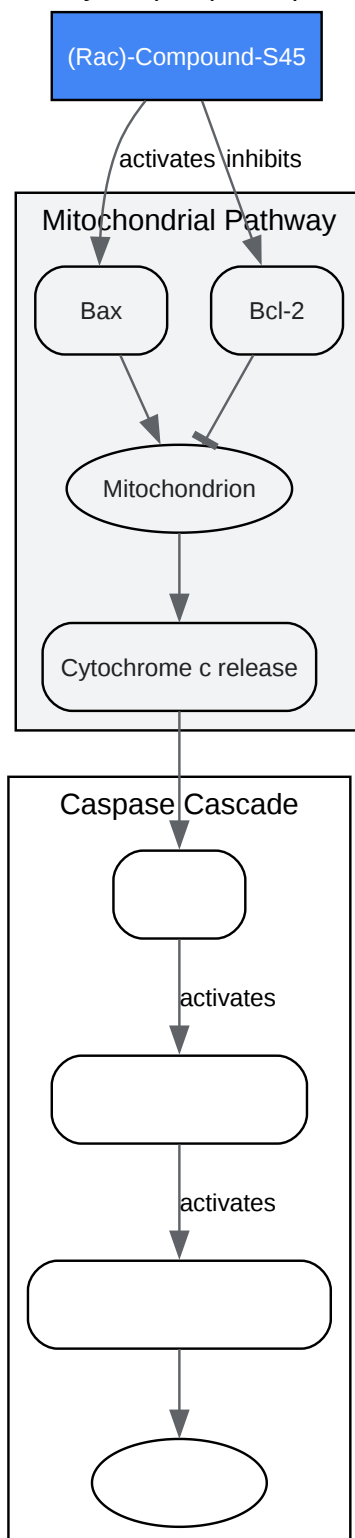 (Rac)-Compound-S45
activates inhibits
Mitochondrial Pathway
Bax
Bcl-2
Mitochondrion
Cytochrome c release
Caspase Cascade
activates
activates